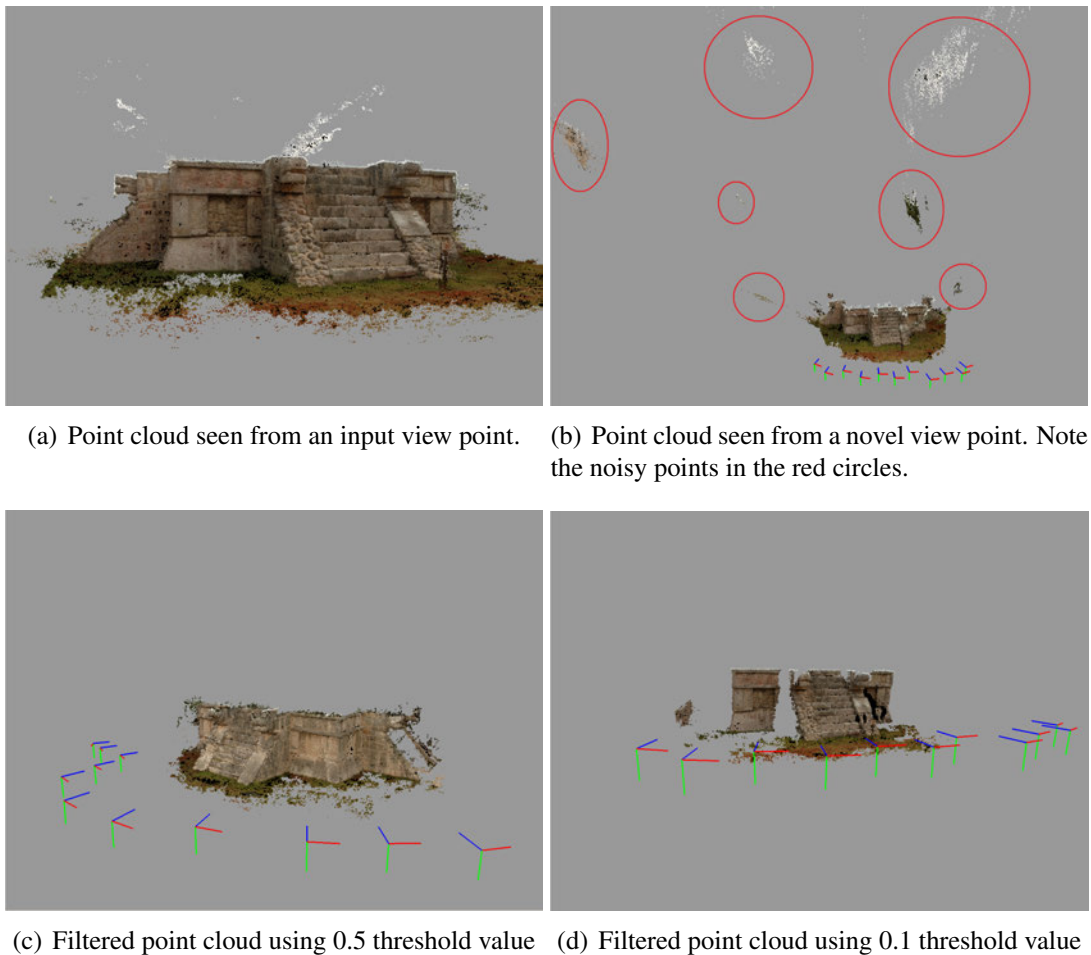 (a) Point cloud seen from an input view point.
(b) Point cloud seen from a novel view point. Note
the noisy points in the red circles.
(c) Filtered point cloud using 0.5 threshold value
(d) Filtered point cloud using 0.1 threshold value